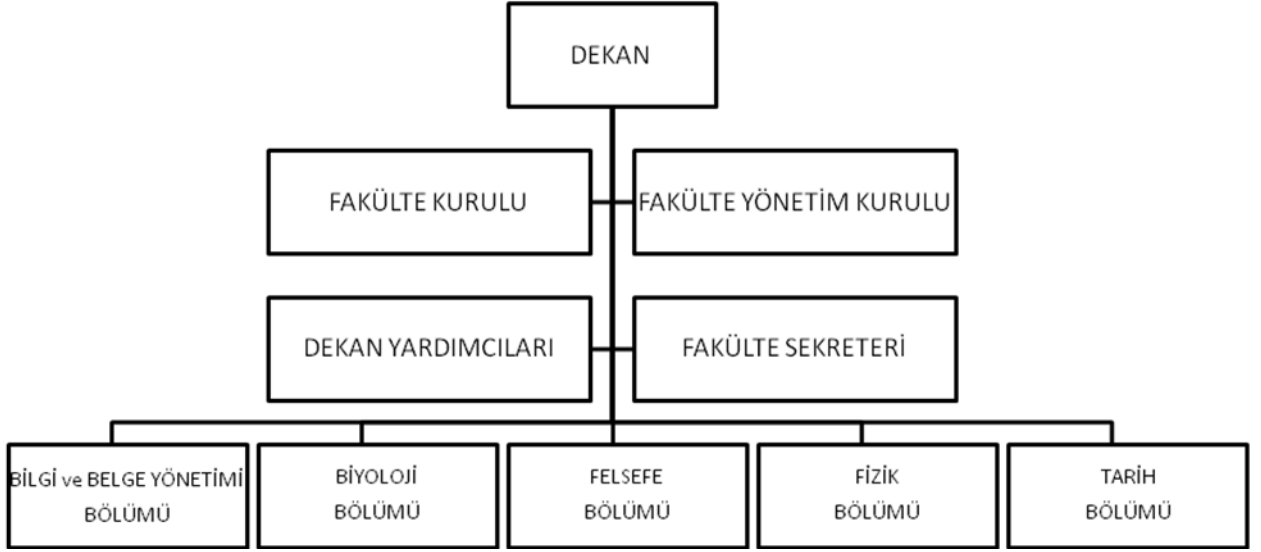 DEKAN
FAKÜLTE KURULU
FAKÜLTE YÖNETİM KURULU
DEKAN YARDIMCILARI
FAKÜLTE SEKRETERİ
BİLGİ ve BELGE YÖNETİMİ
BÖLÜMÜ
BİYOLOJİ
BÖLÜMÜ
FELSEFE
BÖLÜMÜ
FİZİK
BÖLÜMÜ
TARİH
BÖLÜMÜ